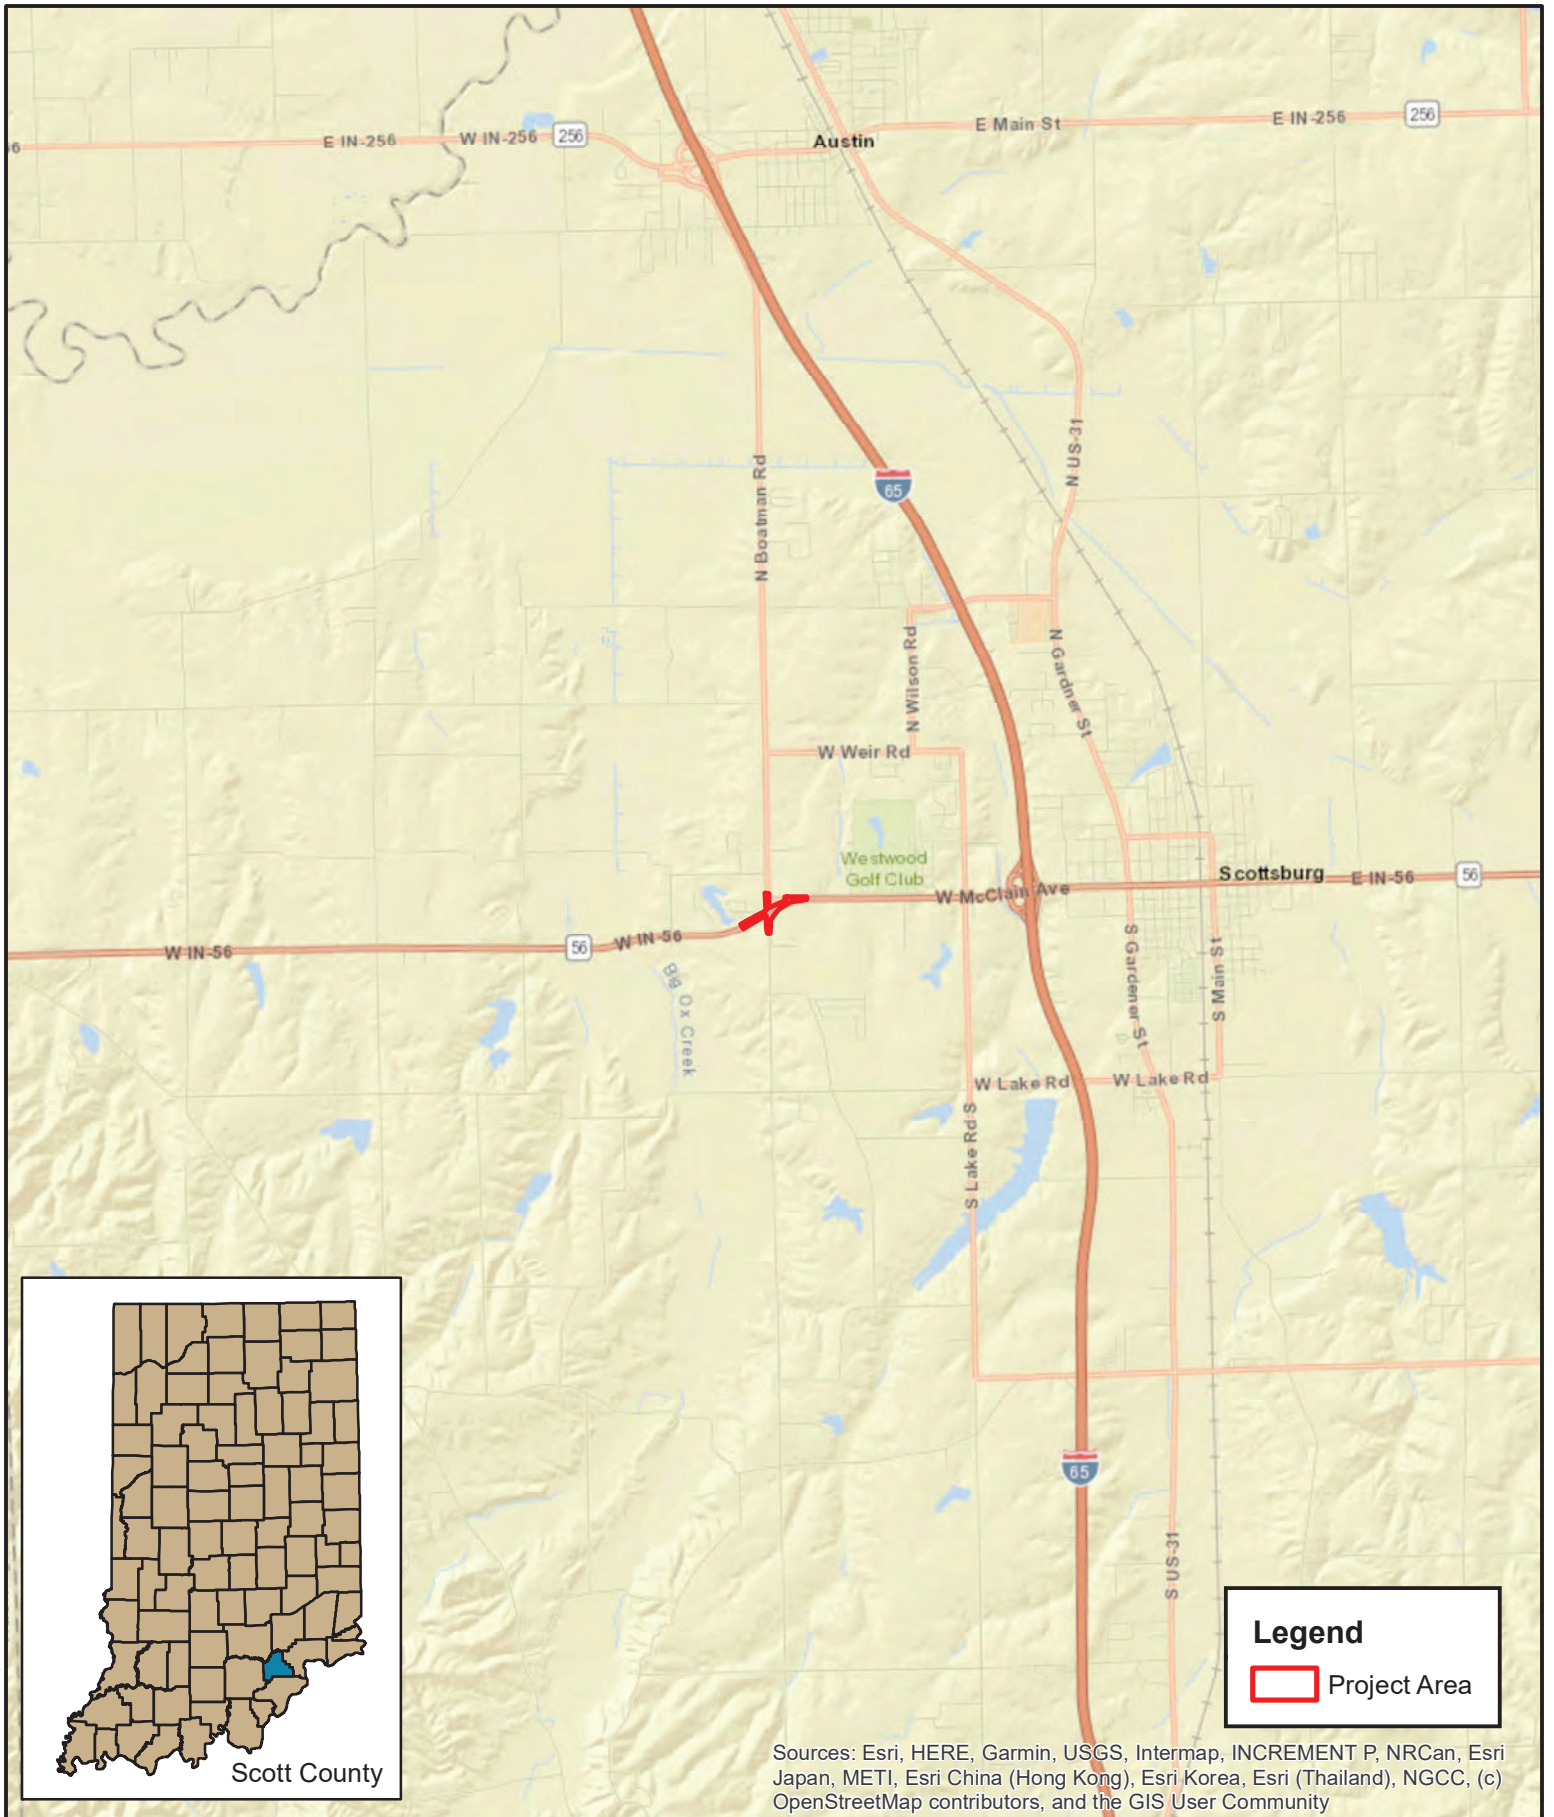 E IN-256
W IN-256
256
Austin
E Main St
E IN-256
256
6
N US-31
N Boatman Rd
65
N Wilson Rd
N Gardner St
W Weir Rd
Westwood
Golf Club
W McClain Ave
Scottsburg
E IN-56
56
W IN-56
56
W IN-56
Big Ox Creek
S Gardener St
S Main St
W Lake Rd
W Lake Rd
S Lake Rd S
65
S US-31
Scott County
Legend
Project Area
Sources: Esri, HERE, Garmin, USGS, Intermap, INCREMENT P, NRCan, Esri
Japan, METI, Esri China (Hong Kong), Esri Korea, Esri (Thailand), NGCC, (c)
OpenStreetMap contributors, and the GIS User Community